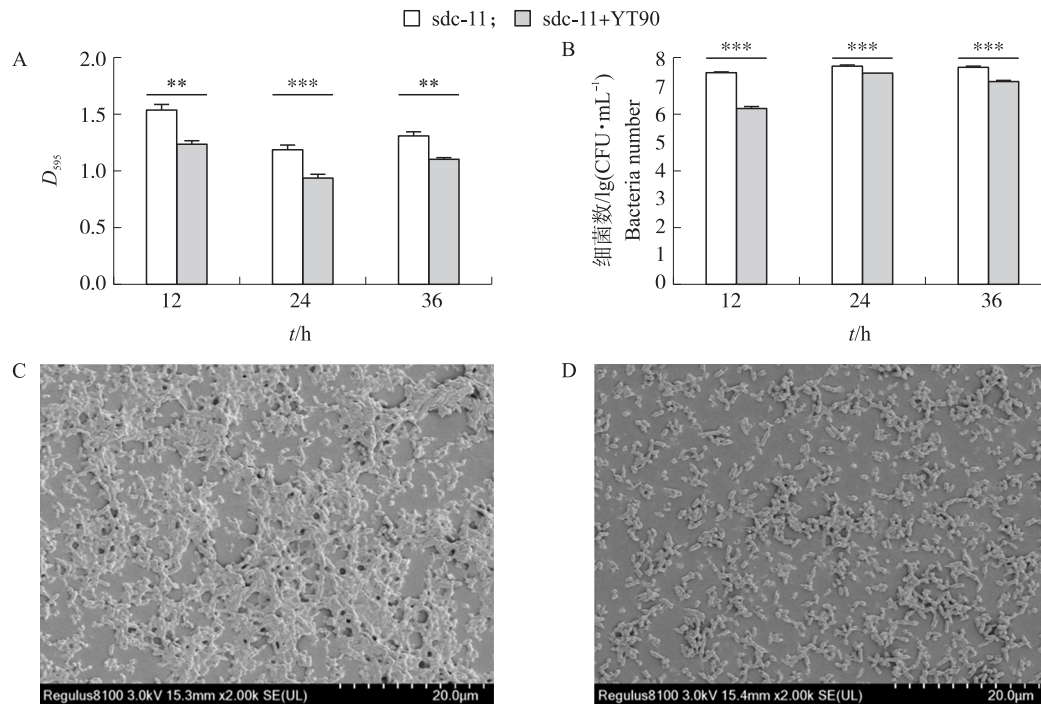 sdc-11; sdc-11+YT90
A
2.0
1.5
1.0
0.5
0.0
D595
** *** **
12 24 36
t/h
B
8
7
6
5
4
3
2
1
0
细菌数/lg(CFU·mL⁻¹)
Bacteria number
*** *** ***
12 24 36
t/h
C
Regulus8100 3.0kV 15.3mm x2.00k SE(UL) 20.0μm
D
Regulus8100 3.0kV 15.4mm x2.00k SE(UL) 20.0μm